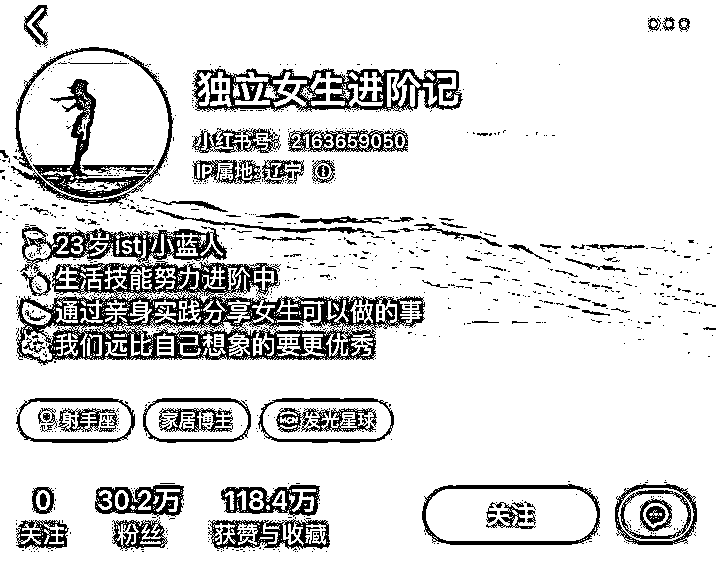 独立女生进阶记
小红书号：2163659050
IP属地：辽宁
23岁istj小蓝人
生活技能努力进阶中
通过亲身实践分享女生可以做的事
我们远比自己想象的要更优秀
射手座 家居博主 发光星球
0 30.2万 118.4万
关注 粉丝 获赞与收藏 关注